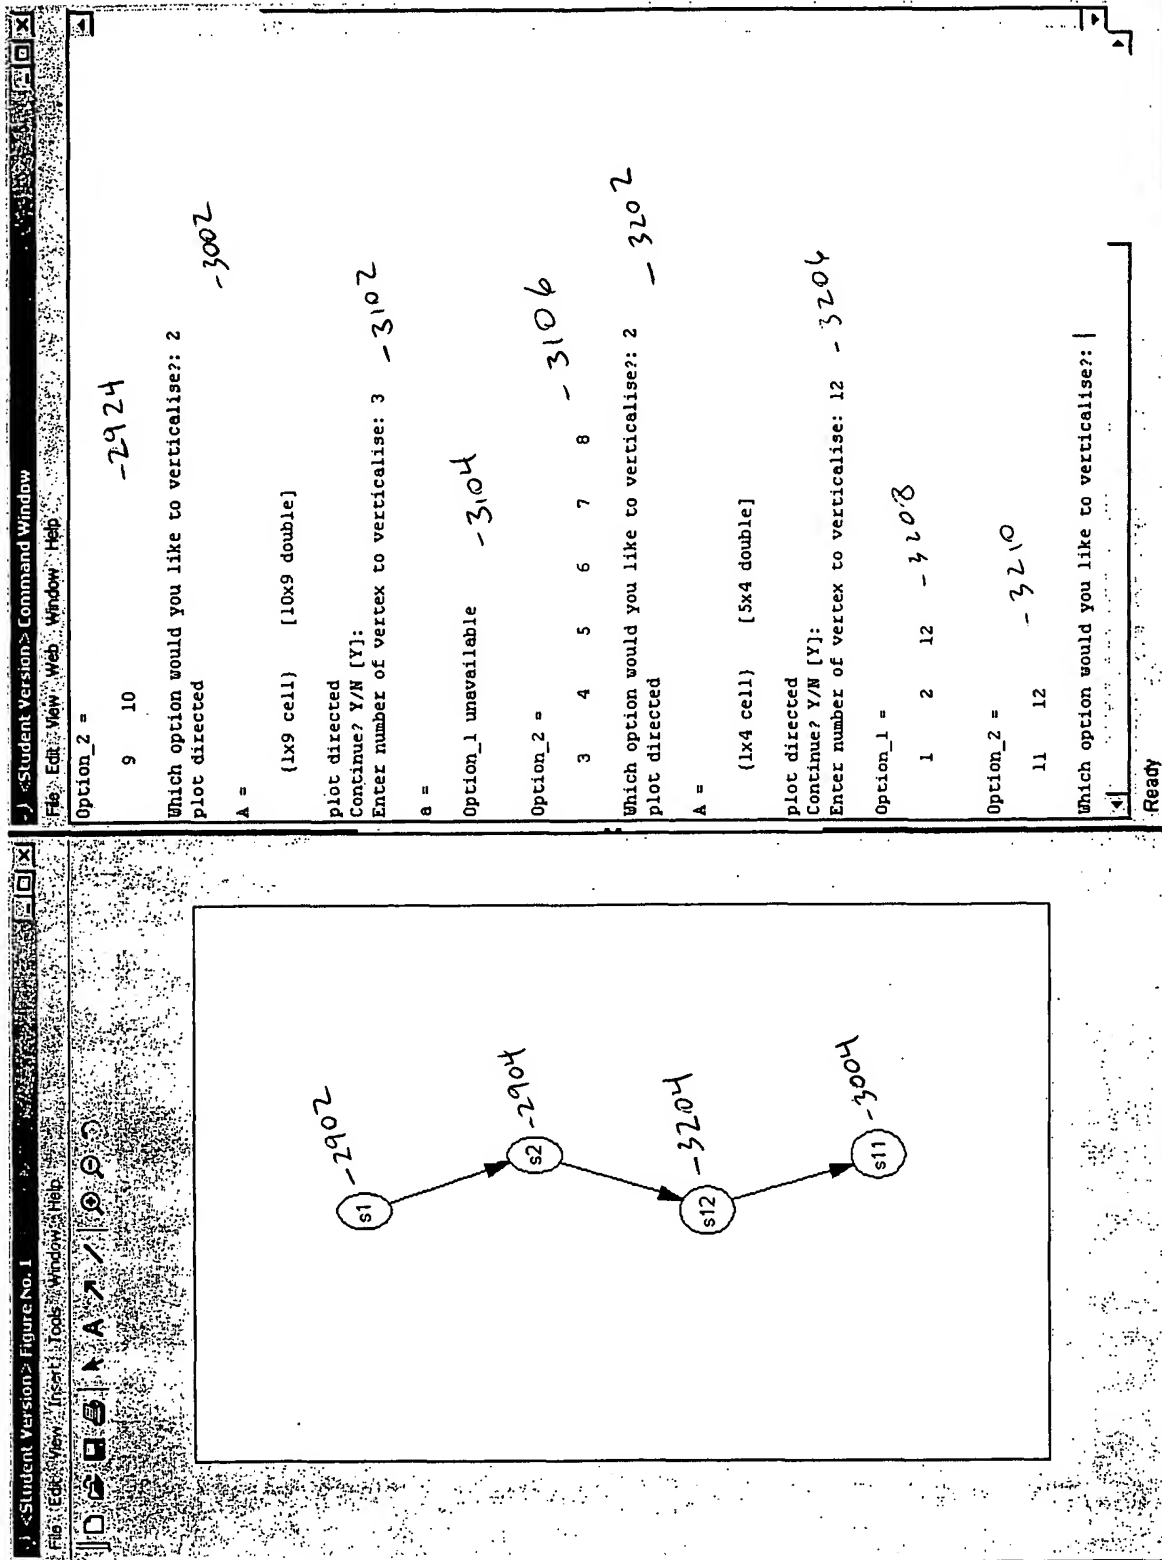 <Student Version> Figure No. 1
File Edit View Insert Tools Window Help
s1 -2902
s2 -2904
s12 -3204
s11 -3004
<Student Version> Command Window
File Edit View Web Window Help
Option_2 =
9 10 -2924
Which option would you like to verticalise?: 2
plot directed
-3002
A =
{1x9 cell} [10x9 double]
plot directed
Continue? Y/N [Y]:
Enter number of vertex to verticalise: 3 -3102
a =
Option_1 unavailable -3104
Option_2 =
3 4 5 6 7 8 -3106
Which option would you like to verticalise?: 2 -3202
plot directed
A =
{1x4 cell} [5x4 double]
plot directed
Continue? Y/N [Y]:
Enter number of vertex to verticalise: 12 -3204
Option_1 =
1 2 12 -3208
Option_2 =
11 12 -3210
Which option would you like to verticalise?:
Ready